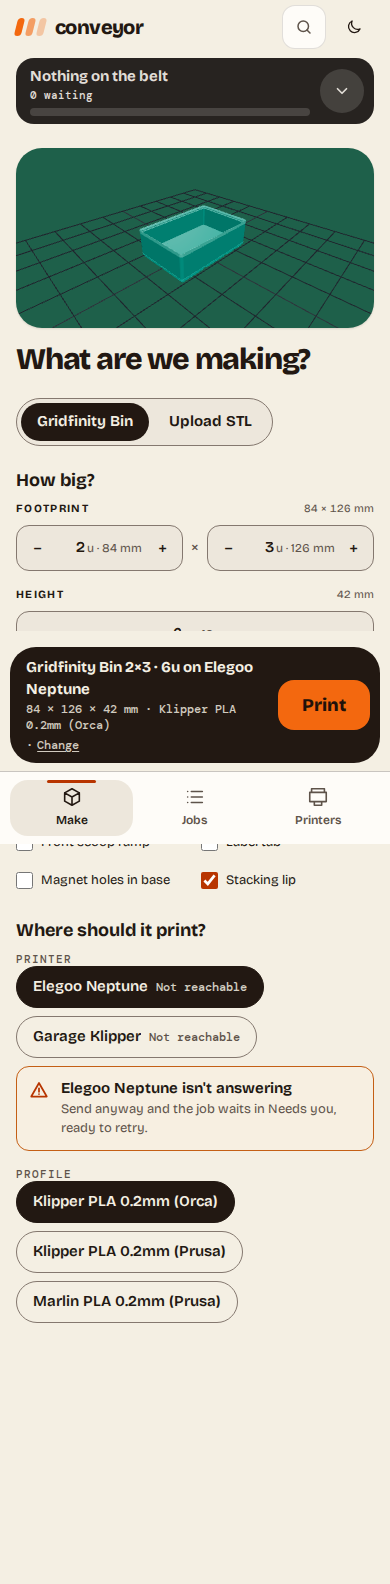 conveyor
Nothing on the belt
0 waiting
What are we making?
Gridfinity Bin
Upload STL
How big?
FOOTPRINT
84 × 126 mm
− 2 u · 84 mm +
×
− 3 u · 126 mm +
HEIGHT
42 mm
Gridfinity Bin 2×3 · 6u on Elegoo
Neptune
84 × 126 × 42 mm · Klipper PLA
0.2mm (Orca)
· Change
Print
Make
Jobs
Printers
Magnet holes in base
Stacking lip
Where should it print?
PRINTER
Elegoo Neptune Not reachable
Garage Klipper Not reachable
Elegoo Neptune isn't answering
Send anyway and the job waits in Needs you,
ready to retry.
PROFILE
Klipper PLA 0.2mm (Orca)
Klipper PLA 0.2mm (Prusa)
Marlin PLA 0.2mm (Prusa)